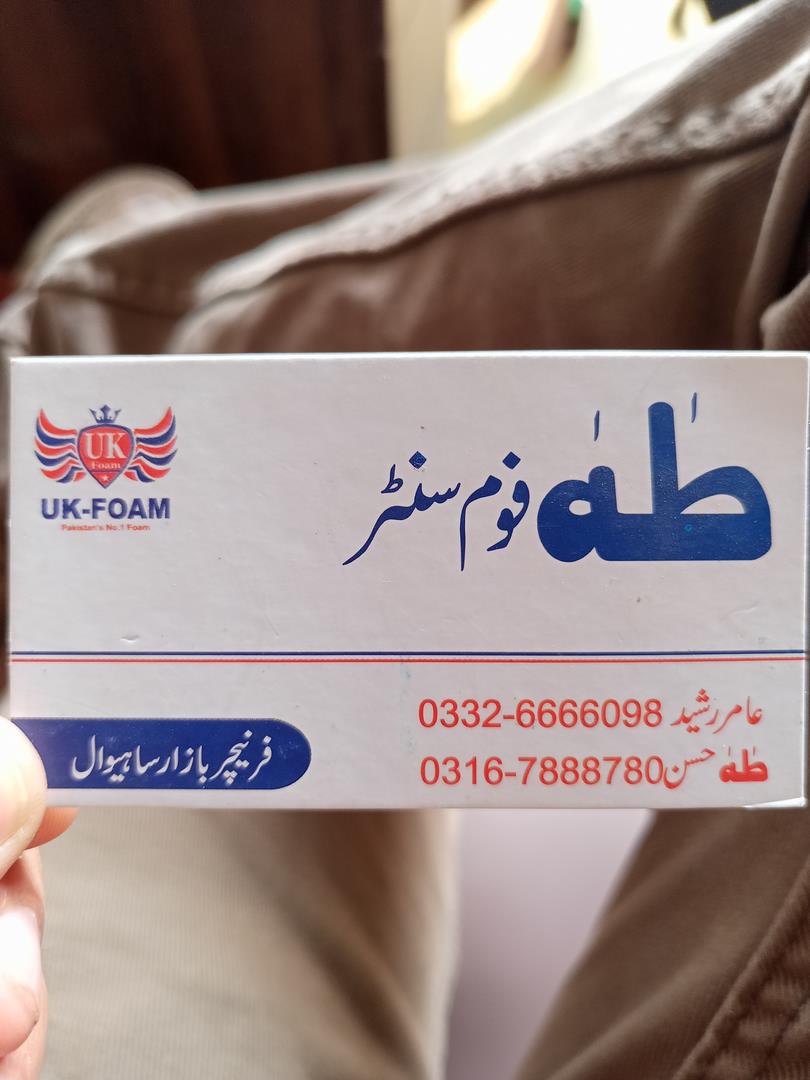 طٰہٰ فوم سنٹر
UK
Foam
UK-FOAM
Pakistan's No.1 Foam
عامر رشید 0332-6666098
طٰہٰ حسن 0316-7888780
فرنیچر بازار ساہیوال